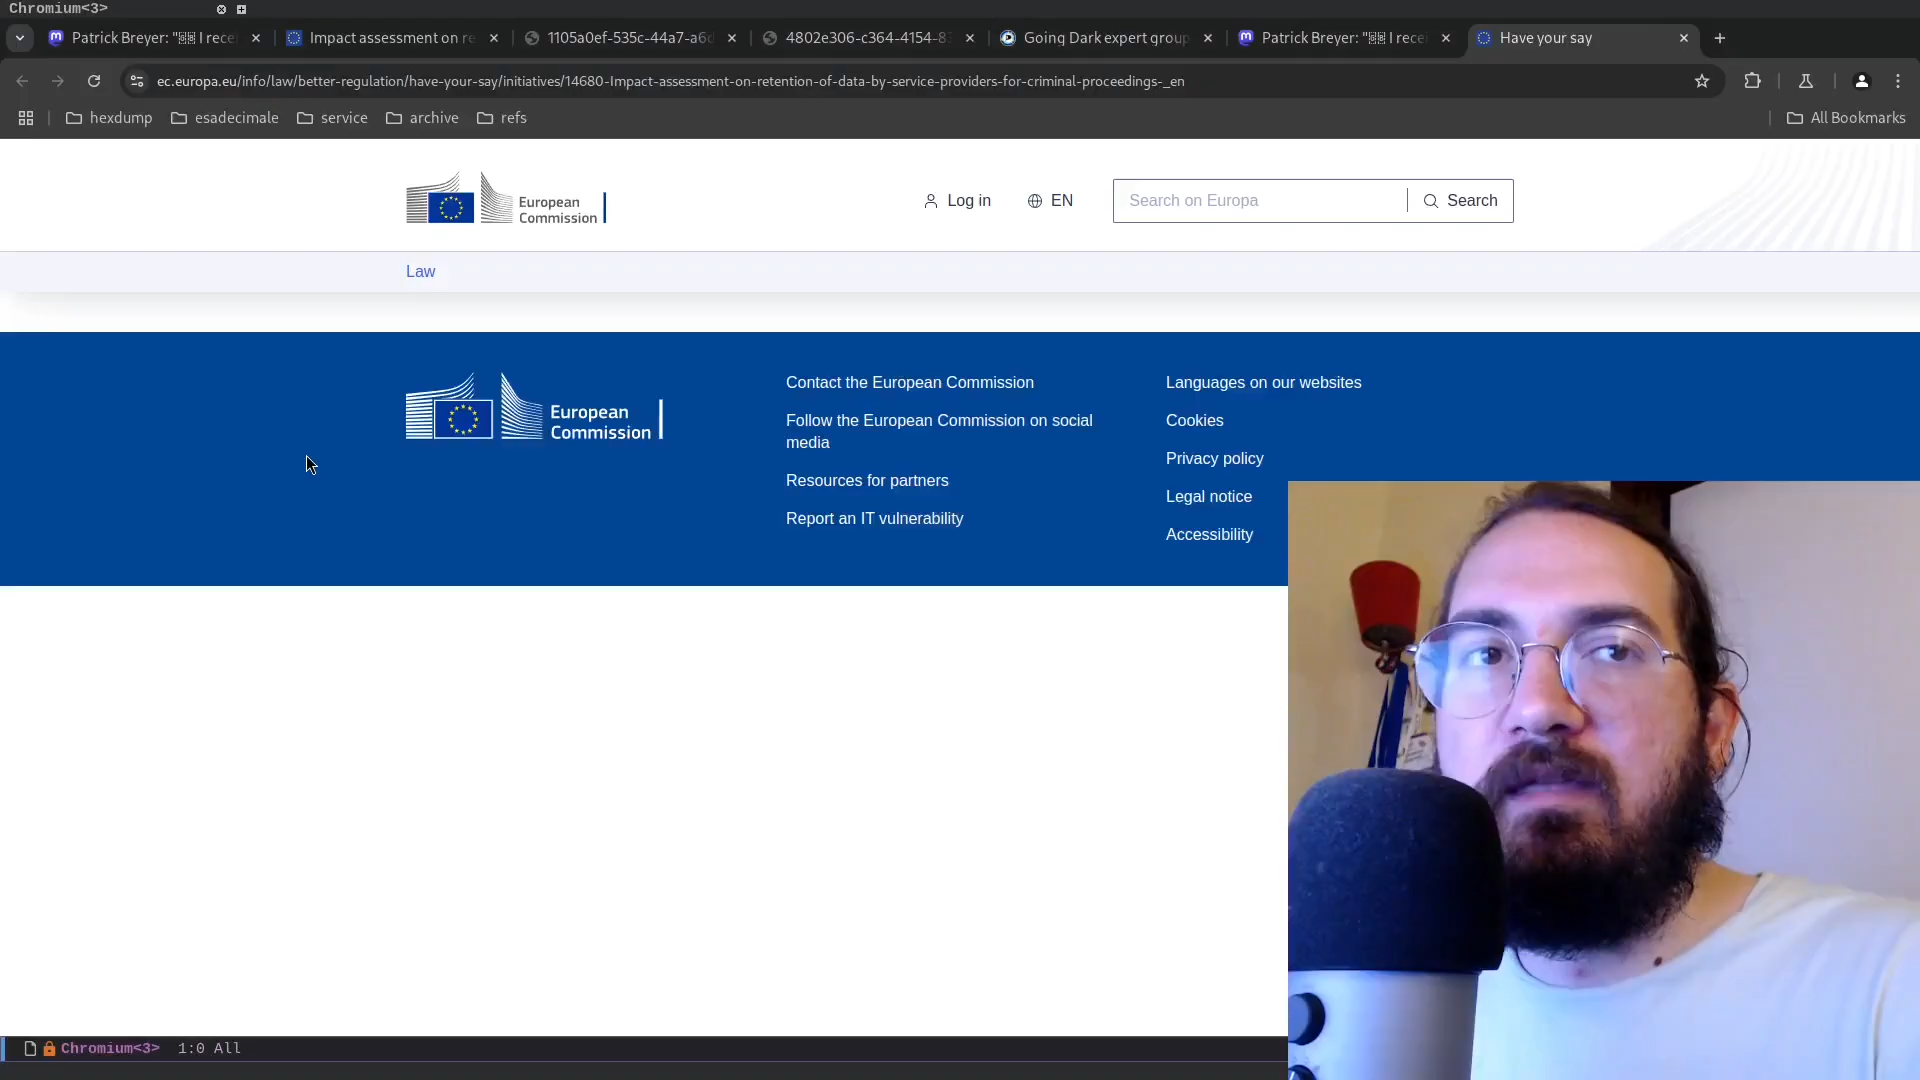 Chromium<3>
Patrick Breyer: "I rece
Impact assessment on re
1105a0ef-535c-44a7-a6d
4802e306-c364-4154-8
Going Dark expert group
Patrick Breyer: "I rece
Have your say
ec.europa.eu/info/law/better-regulation/have-your-say/initiatives/14680-Impact-assessment-on-retention-of-data-by-service-providers-for-criminal-proceedings-_en
hexdump
esadecimale
service
archive
refs
All Bookmarks
European
Commission
Log in
EN
Search on Europa
Search
Law
European
Commission
Contact the European Commission
Follow the European Commission on social
media
Resources for partners
Report an IT vulnerability
Languages on our websites
Cookies
Privacy policy
Legal notice
Accessibility
Chromium<3> 1:0 All